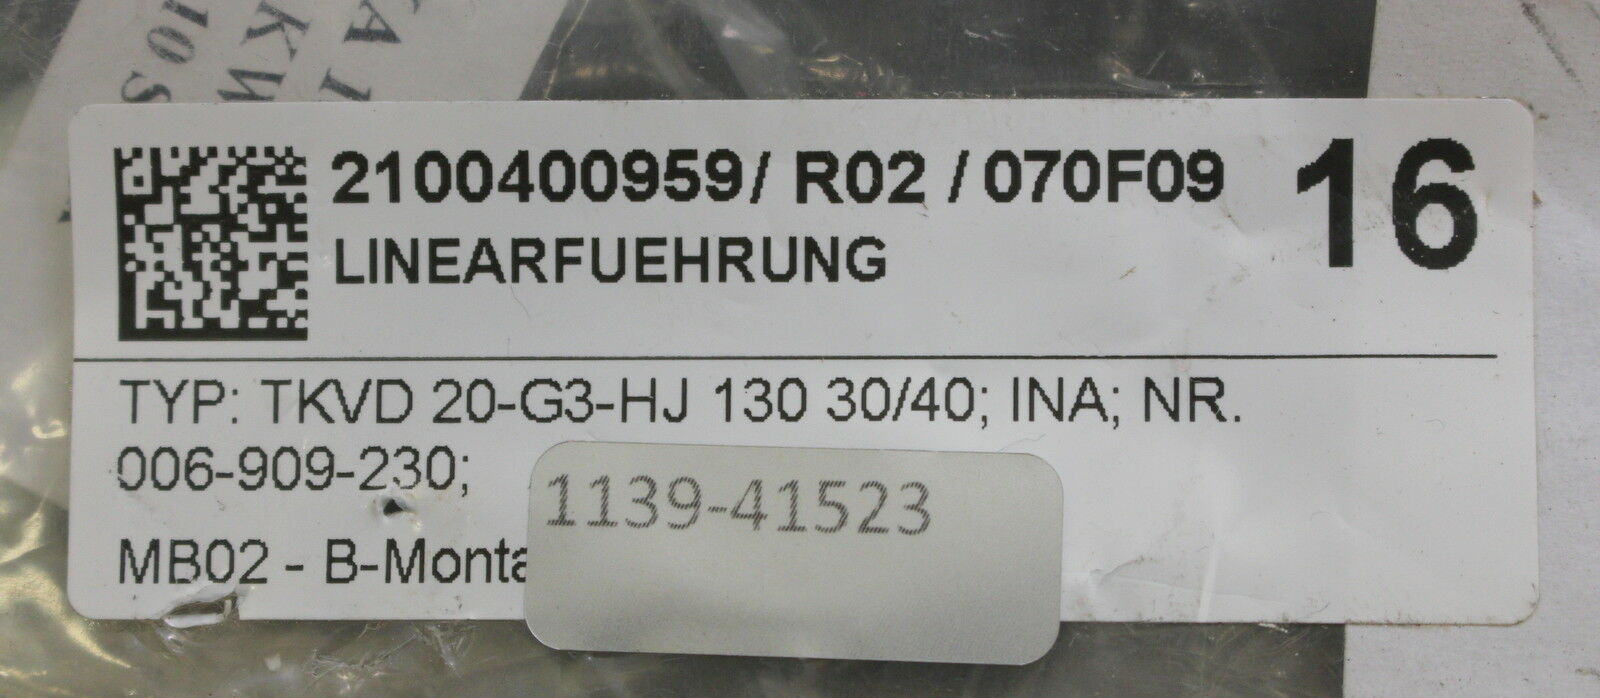 2100400959/ R02 / 070F09
16
LINEARFUEHRUNG
TYP: TKVD 20-G3-HJ 130 30/40; INA; NR.
006-909-230;
1139-41523
MB02 - B-Monta